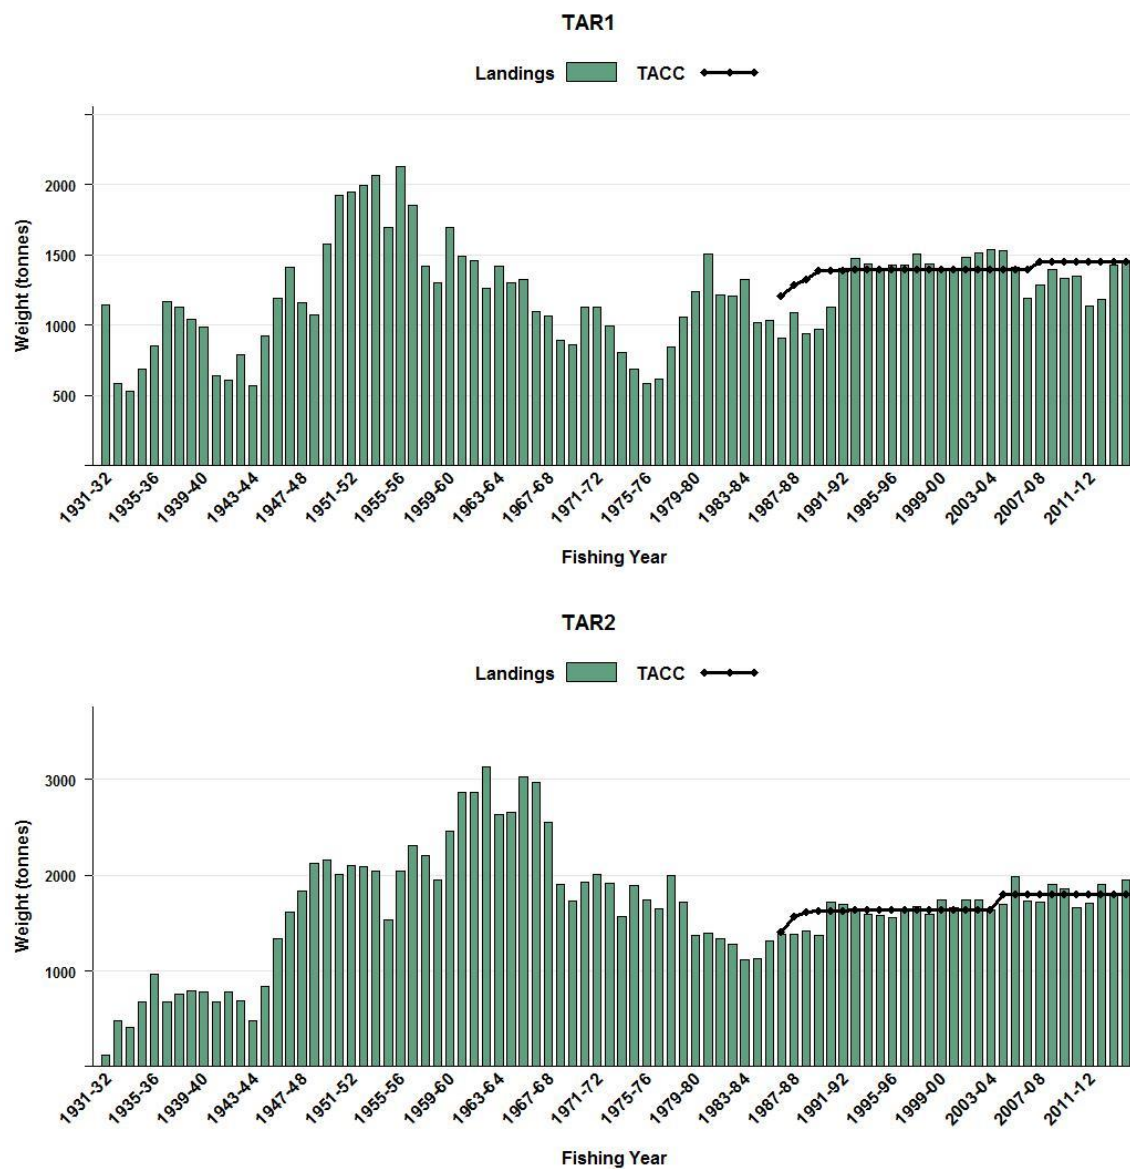 TAR1
Landings TACC
Weight (tonnes)
2000
1500
1000
500
1931-32 1935-36 1939-40 1943-44 1947-48 1951-52 1955-56 1959-60 1963-64 1967-68 1971-72 1975-76 1979-80 1983-84 1987-88 1991-92 1995-96 1999-00 2003-04 2007-08 2011-12
Fishing Year
TAR2
Landings TACC
Weight (tonnes)
3000
2000
1000
1931-32 1935-36 1939-40 1943-44 1947-48 1951-52 1955-56 1959-60 1963-64 1967-68 1971-72 1975-76 1979-80 1983-84 1987-88 1991-92 1995-96 1999-00 2003-04 2007-08 2011-12
Fishing Year